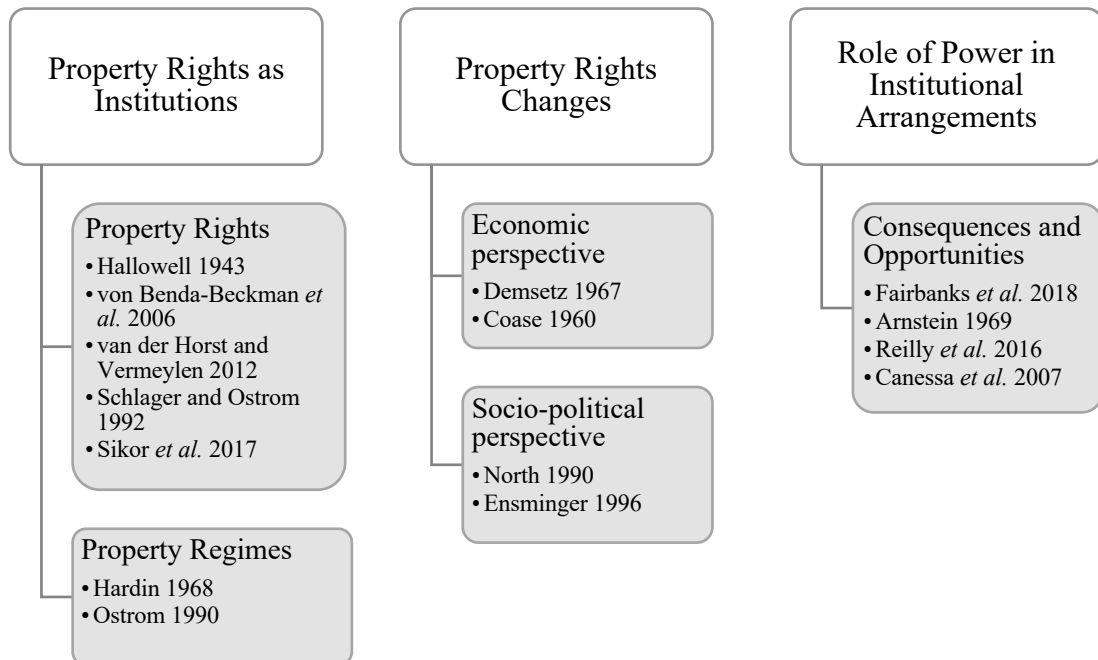 Property Rights as
Institutions
Property Rights
• Hallowell 1943
• von Benda-Beckman et
al. 2006
• van der Horst and
Vermeylen 2012
• Schlager and Ostrom
1992
• Sikor et al. 2017
Property Regimes
• Hardin 1968
• Ostrom 1990
Property Rights
Changes
Economic
perspective
• Demsetz 1967
• Coase 1960
Socio-political
perspective
• North 1990
• Ensminger 1996
Role of Power in
Institutional
Arrangements
Consequences and
Opportunities
• Fairbanks et al. 2018
• Arnstein 1969
• Reilly et al. 2016
• Canessa et al. 2007